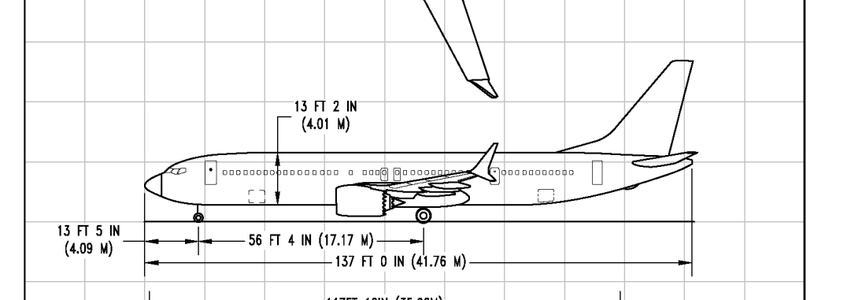 13 FT 2 IN
(4.01 M)
13 FT 5 IN
(4.09 M)
56 FT 4 IN (17.17 M)
137 FT 0 IN (41.76 M)